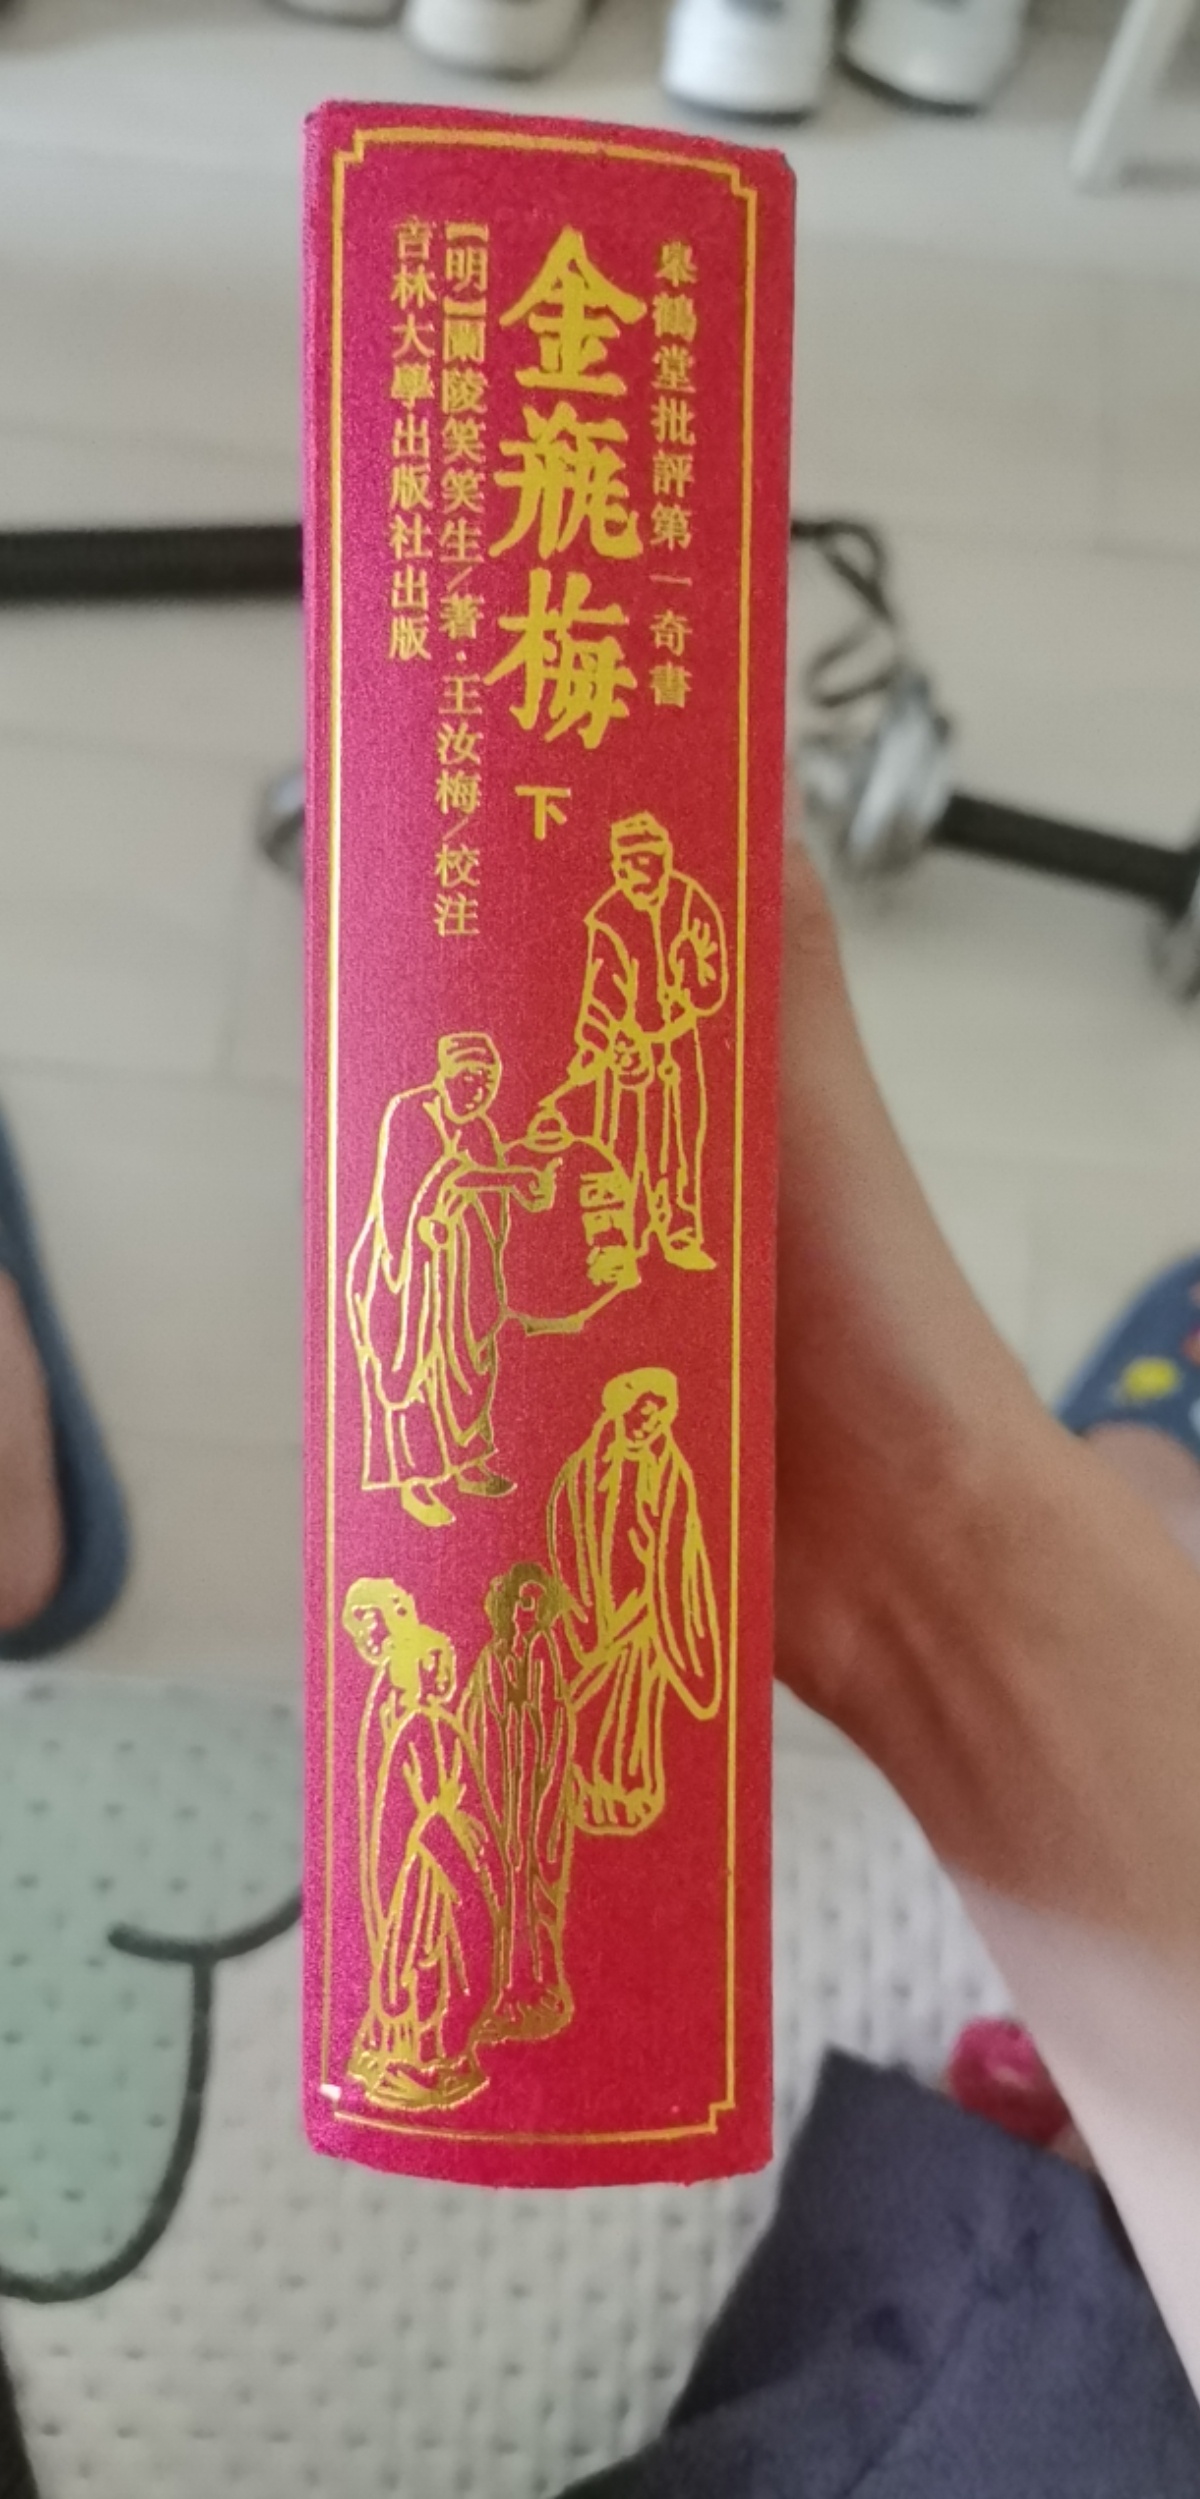 皋鶴堂批評第一奇書
金瓶梅 下
【明】蘭陵笑笑生/著·王汝梅/校注
吉林大學出版社出版